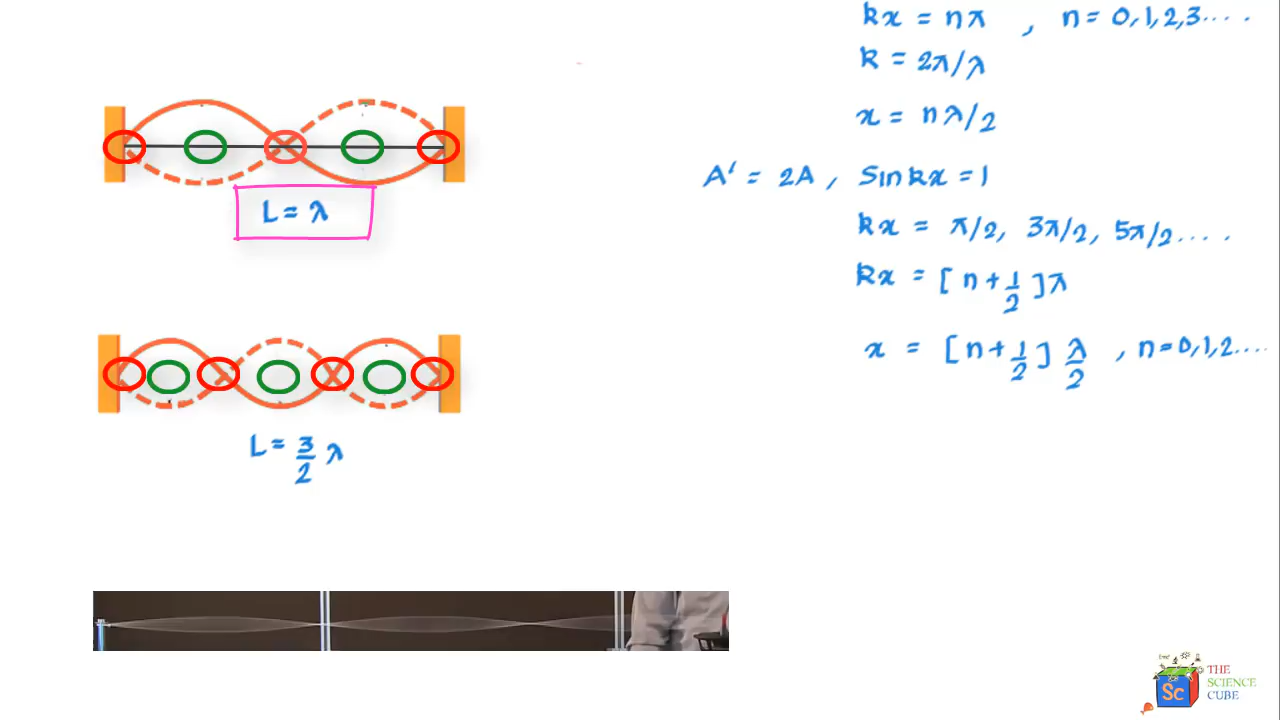 kx = nπ , n = 0, 1, 2, 3 ....
k = 2π/λ
x = nλ/2
A' = 2A , Sin kx = 1
kx = π/2, 3π/2, 5π/2 ....
kx = [ n + 1/2 ] λ
x = [ n + 1/2 ] λ/2 , n = 0, 1, 2 ....
L = λ
L = 3/2 λ
Sc
THE
SCIENCE
CUBE